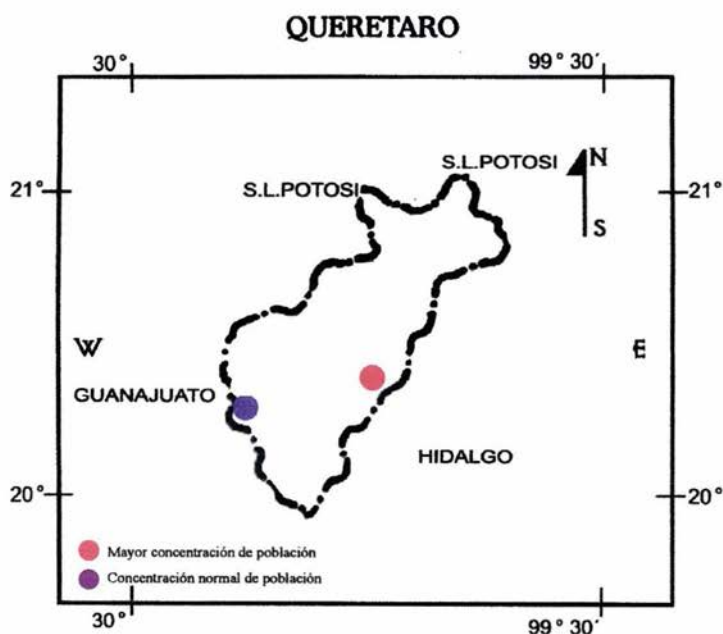 QUERETARO
30° 99° 30´
S.L.POTOSI
S.L.POTOSI
N
21° 21°
S
W E
GUANAJUATO
HIDALGO
20° 20°
Mayor concentración de población
Concentración normal de población
30° 99° 30´